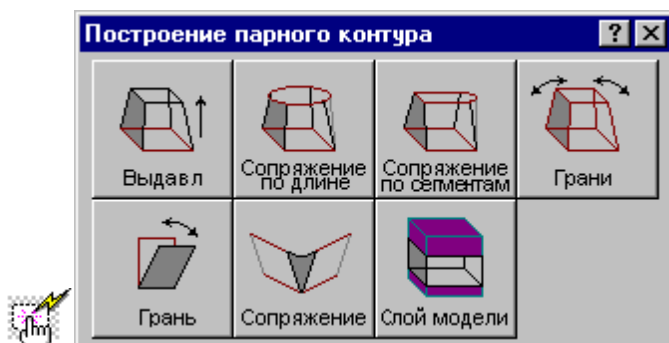 Построение парного контура
Выдавл
Сопряжение
по длине
Сопряжение
по сегментам
Грани
Грань
Сопряжение
Слой модели